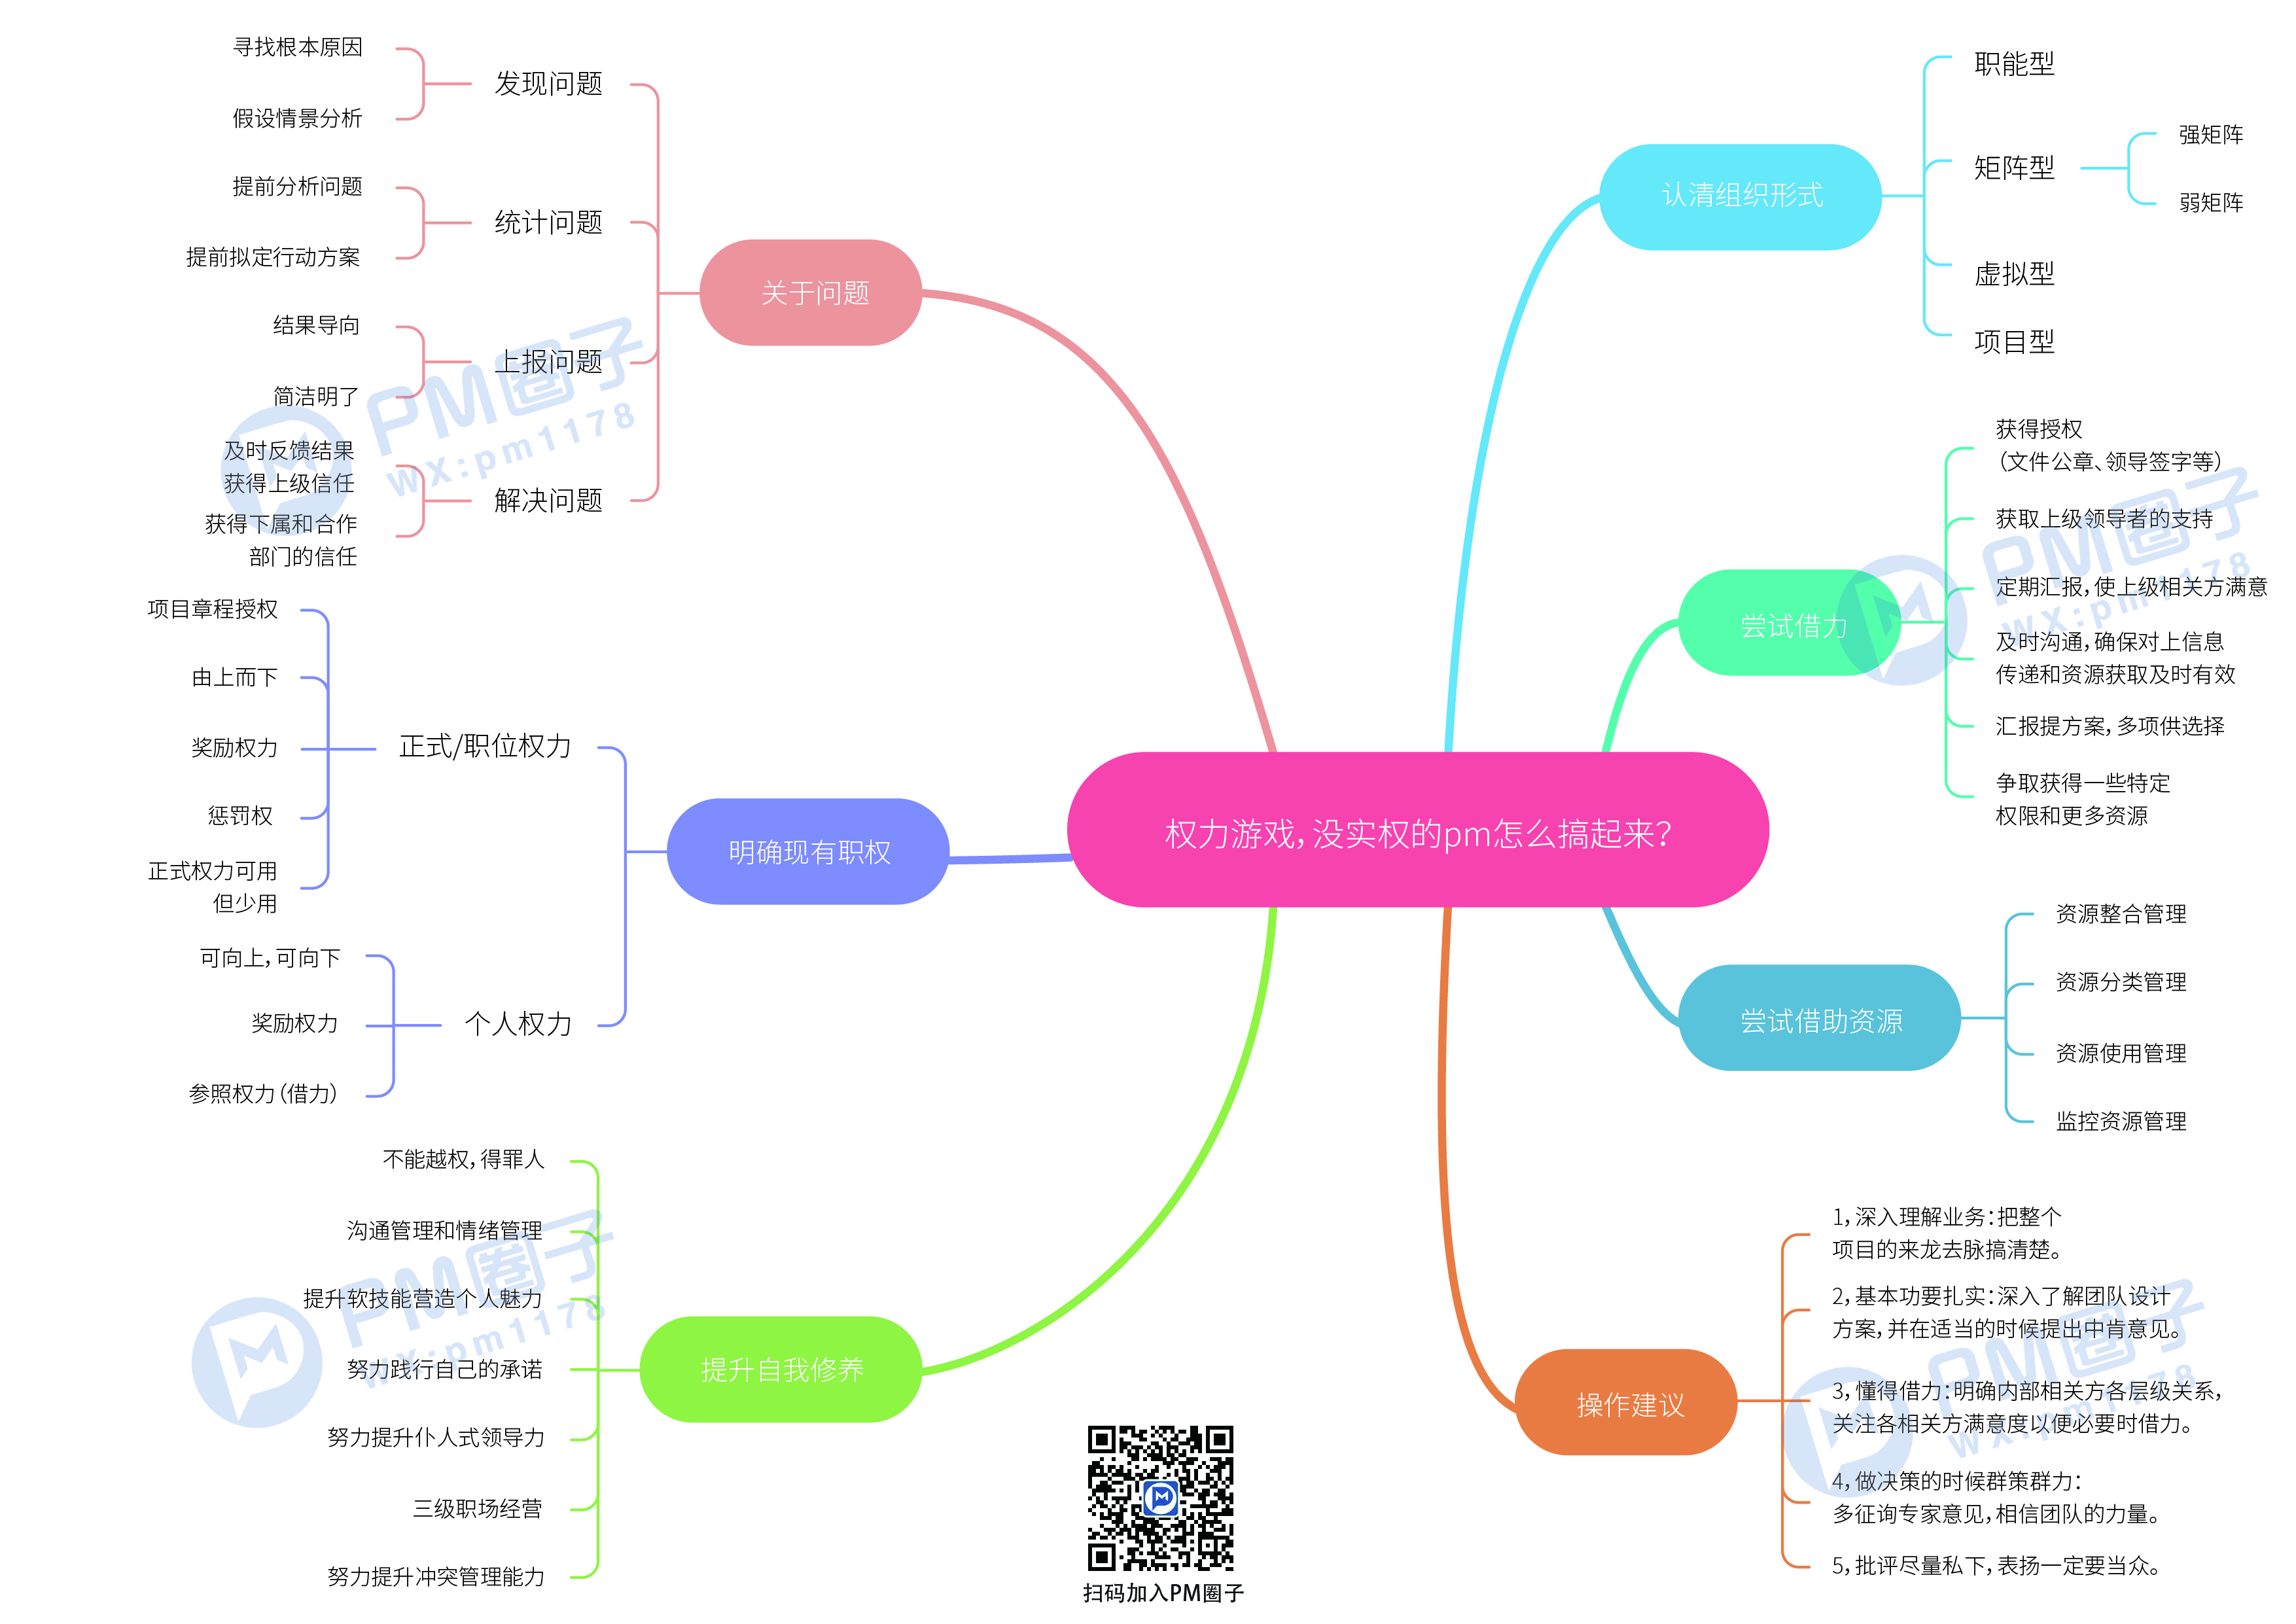 权力游戏，没实权的pm怎么搞起来？
关于问题
发现问题
寻找根本原因
假设情景分析
统计问题
提前分析问题
提前拟定行动方案
上报问题
结果导向
简洁明了
解决问题
及时反馈结果
获得上级信任
获得下属和合作
部门的信任
明确现有职权
正式/职位权力
项目章程授权
由上而下
奖励权力
惩罚权
正式权力可用
但少用
个人权力
可向上，可向下
奖励权力
参照权力（借力）
提升自我修养
不能越权，得罪人
沟通管理和情绪管理
提升软技能营造个人魅力
努力践行自己的承诺
努力提升仆人式领导力
三级职场经营
努力提升冲突管理能力
认清组织形式
职能型
矩阵型
强矩阵
弱矩阵
虚拟型
项目型
尝试借力
获得授权
（文件公章、领导签字等）
获取上级领导者的支持
定期汇报，使上级相关方满意
及时沟通，确保对上信息
传递和资源获取及时有效
汇报提方案，多项供选择
争取获得一些特定
权限和更多资源
尝试借助资源
资源整合管理
资源分类管理
资源使用管理
监控资源管理
操作建议
1，深入理解业务：把整个
项目的来龙去脉搞清楚。
2，基本功要扎实：深入了解团队设计
方案，并在适当的时候提出中肯意见。
3，懂得借力：明确内部相关方各层级关系，
关注各相关方满意度以便必要时借力。
4，做决策的时候群策群力：
多征询专家意见，相信团队的力量。
5，批评尽量私下，表扬一定要当众。
扫码加入PM圈子
PM圈子
wx:pm1178
PM圈子
wx:pm1178
PM圈子
wx:pm1178
PM圈子
wx:pm1178